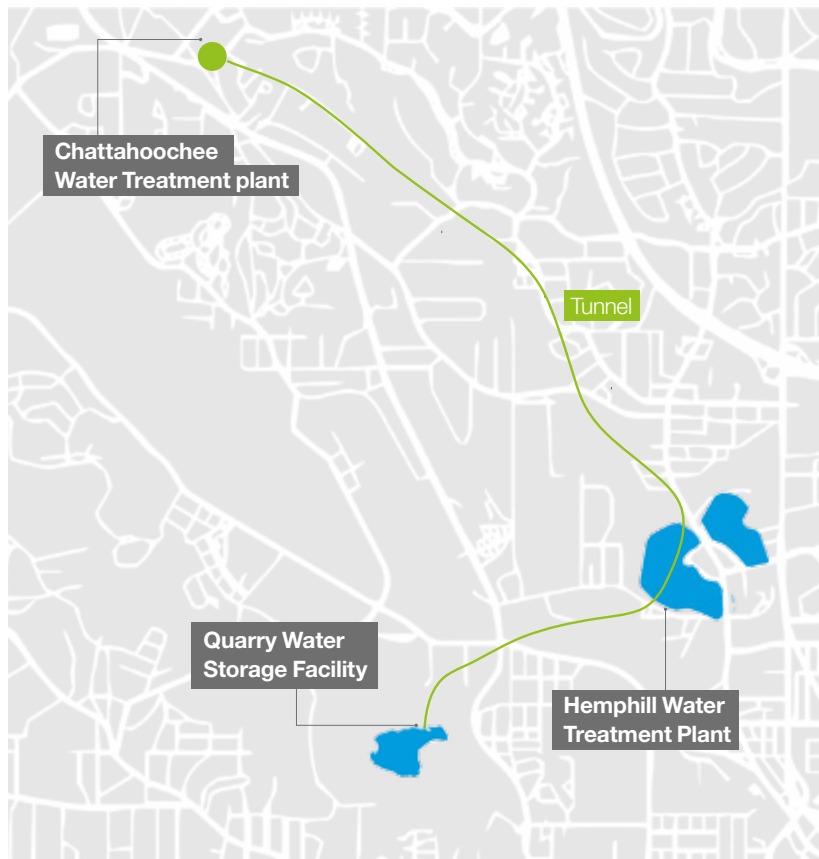 Chattahoochee
Water Treatment plant
Tunnel
Quarry Water
Storage Facility
Hemphill Water
Treatment Plant